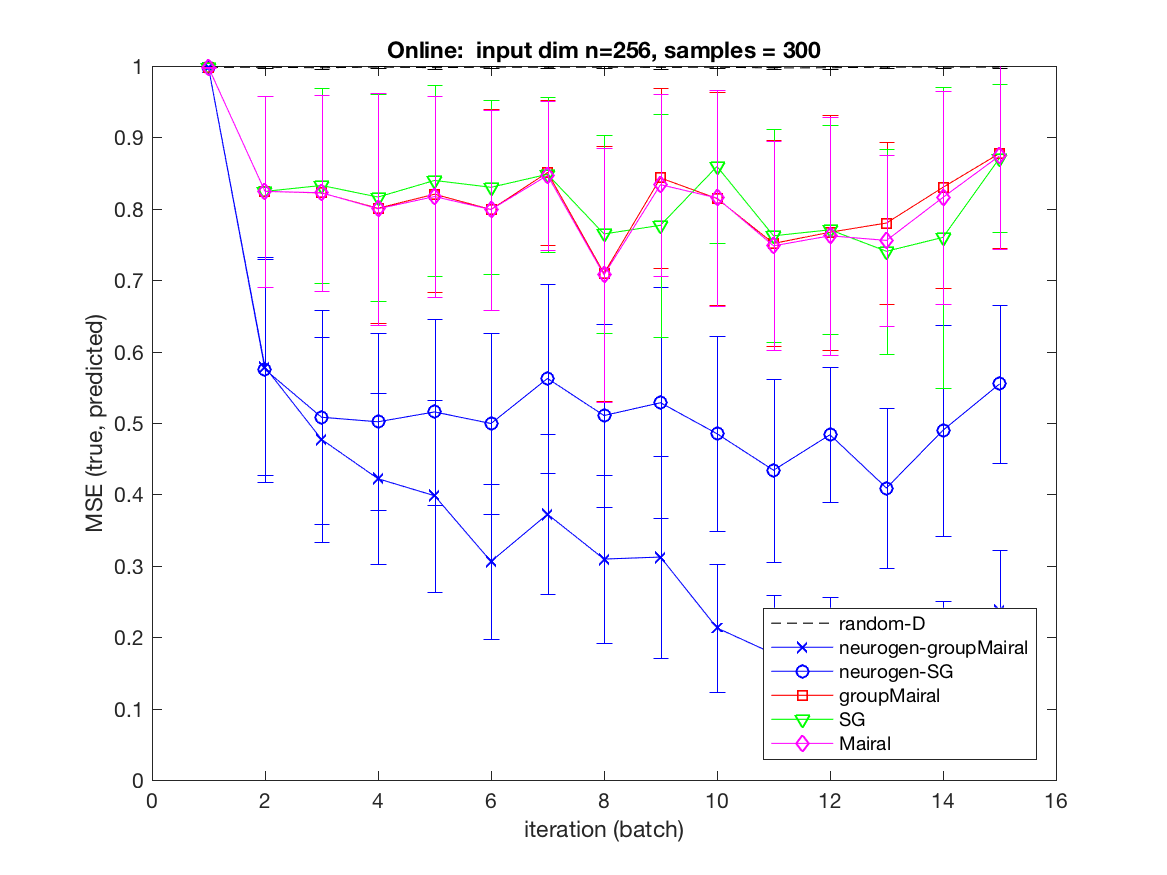 Online:  input dim n=256, samples = 300
MSE (true, predicted)
1
0.9
0.8
0.7
0.6
0.5
0.4
0.3
0.2
0.1
0
0 2 4 6 8 10 12 14 16
iteration (batch)
random-D
neurogen-groupMairal
neurogen-SG
groupMairal
SG
Mairal